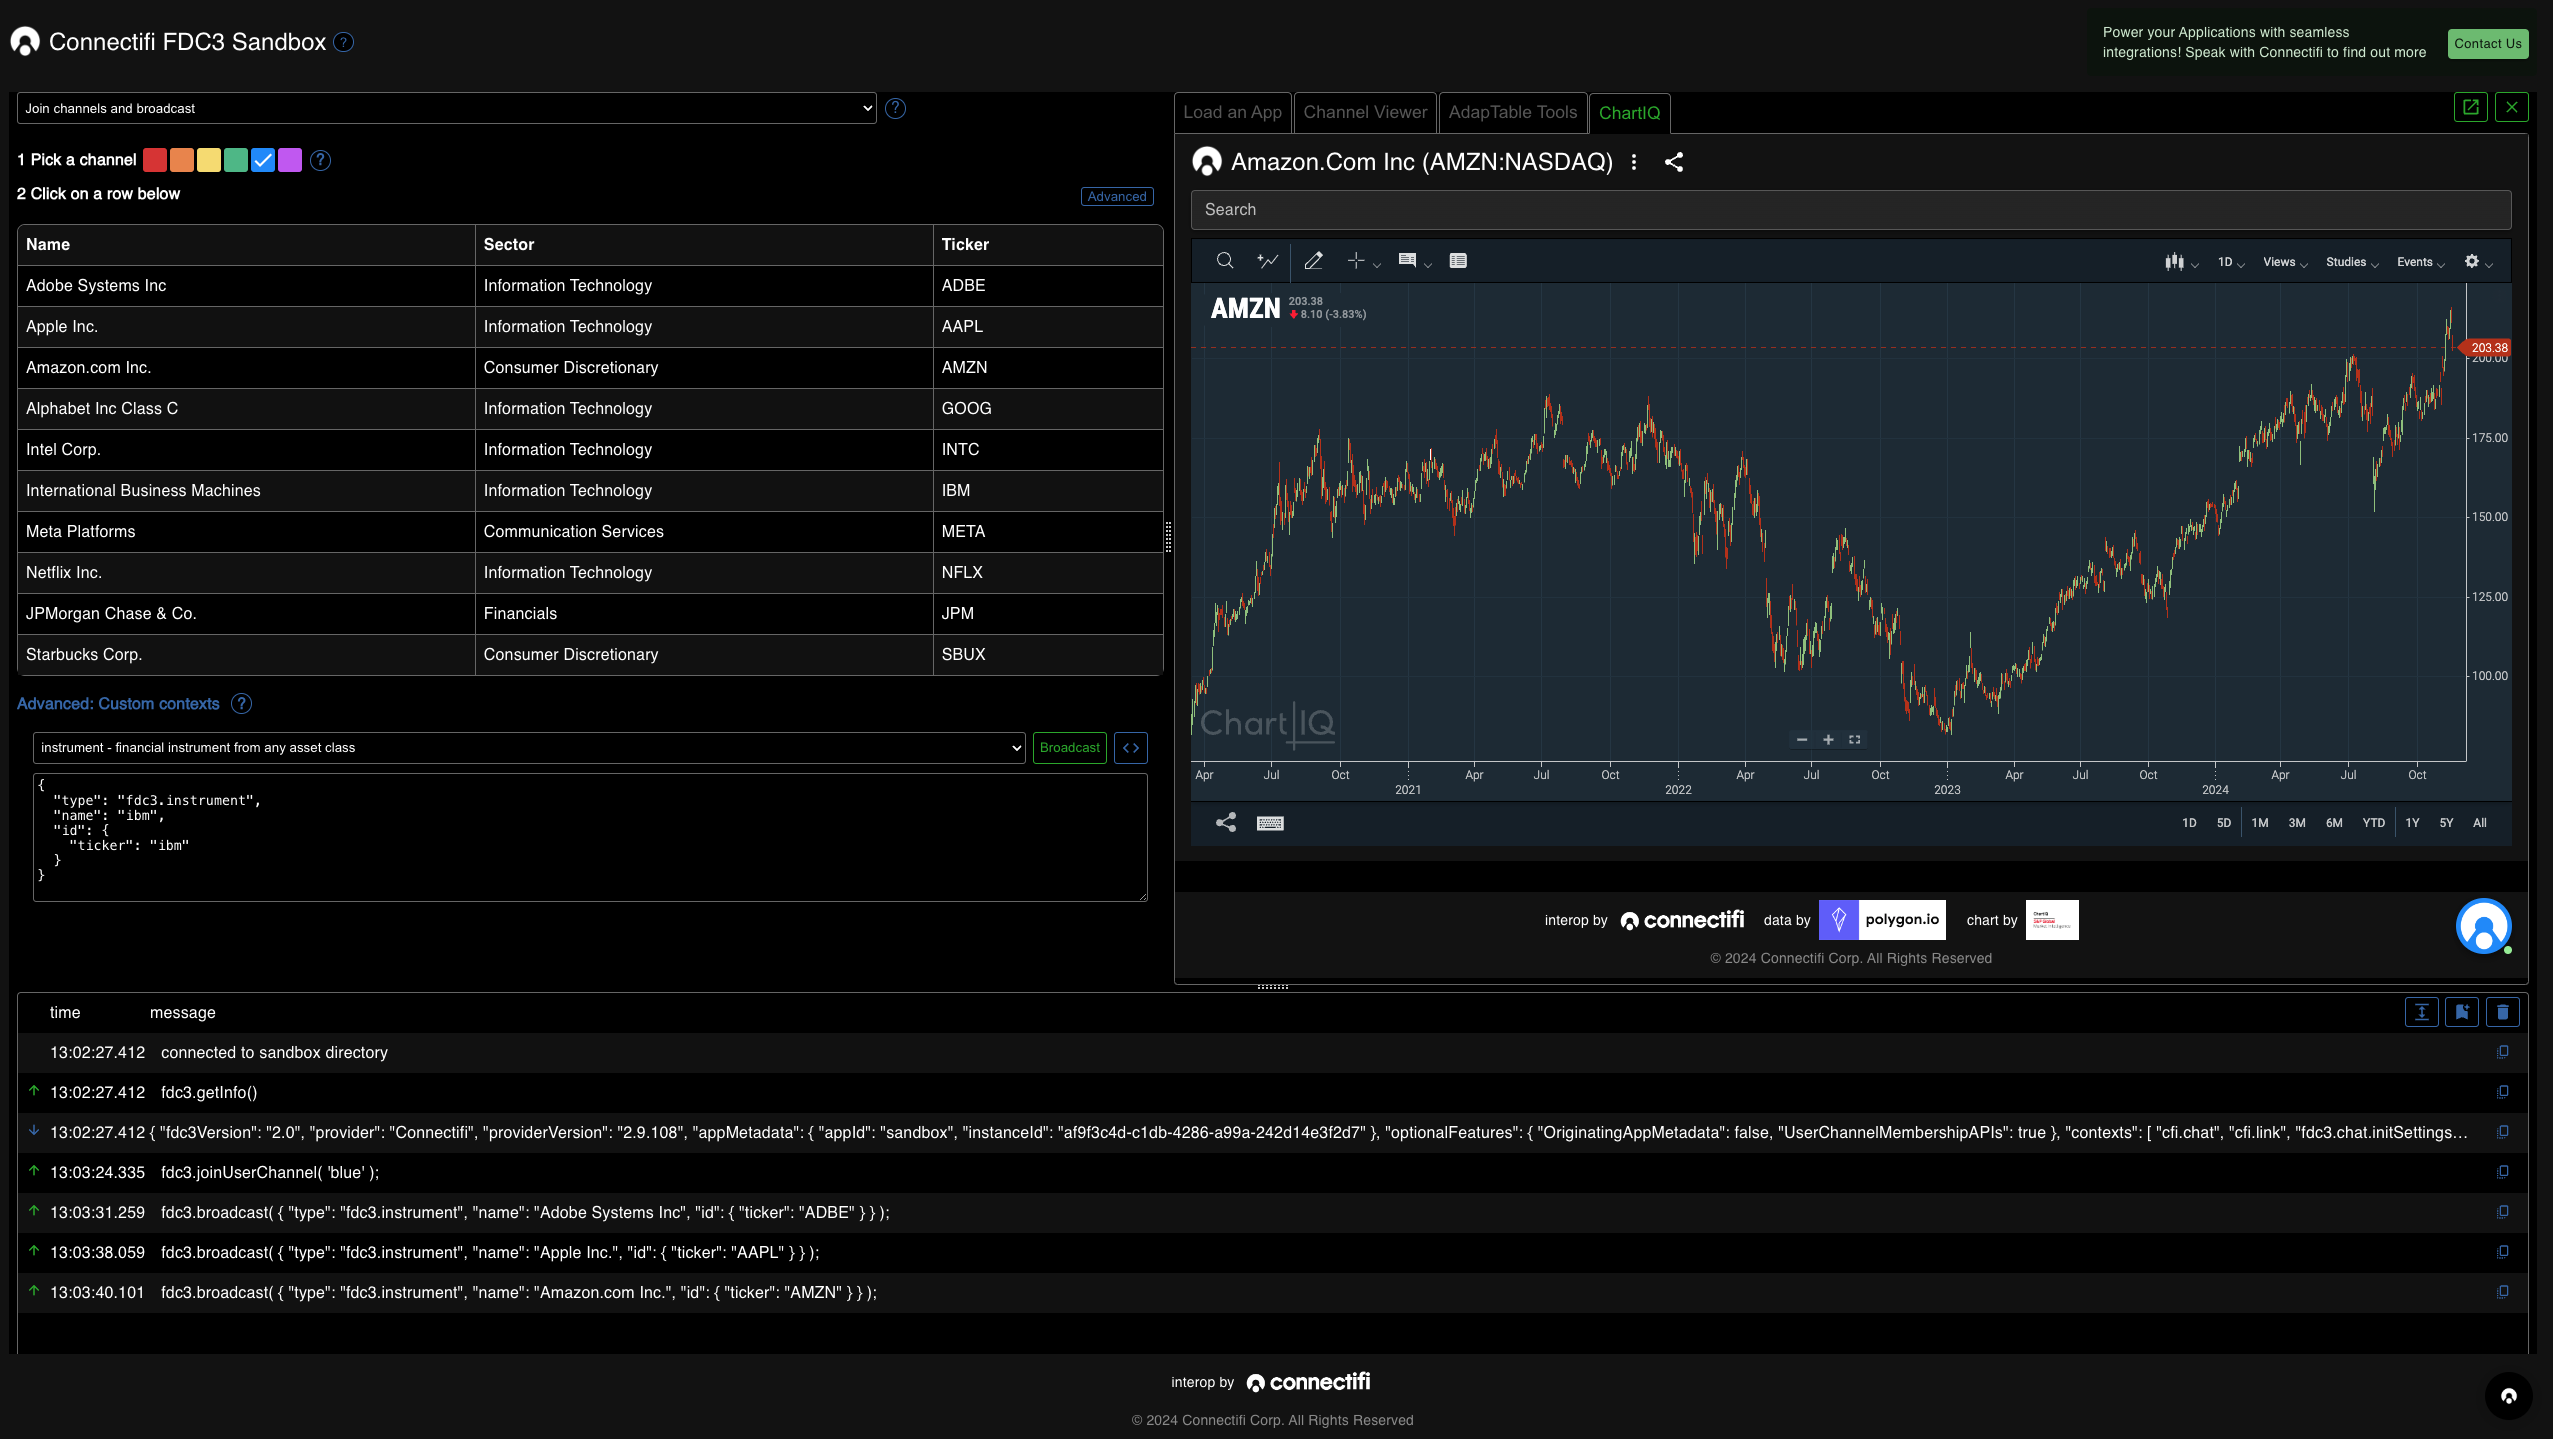 Connectifi FDC3 Sandbox ?
Power your Applications with seamless
integrations! Speak with Connectifi to find out more
Contact Us
Join channels and broadcast
?
1 Pick a channel
?
2 Click on a row below
Advanced
Name Sector Ticker
Adobe Systems Inc Information Technology ADBE
Apple Inc. Information Technology AAPL
Amazon.com Inc. Consumer Discretionary AMZN
Alphabet Inc Class C Information Technology GOOG
Intel Corp. Information Technology INTC
International Business Machines Information Technology IBM
Meta Platforms Communication Services META
Netflix Inc. Information Technology NFLX
JPMorgan Chase & Co. Financials JPM
Starbucks Corp. Consumer Discretionary SBUX
Advanced: Custom contexts ?
instrument - financial instrument from any asset class
Broadcast
<>
{
"type": "fdc3.instrument",
"name": "ibm",
"id": {
"ticker": "ibm"
}
}
Load an App Channel Viewer AdapTable Tools ChartIQ
Amazon.Com Inc (AMZN:NASDAQ)
Search
1D Views Studies Events
AMZN
203.38
8.10 (-3.83%)
203.38
200.00
175.00
150.00
125.00
100.00
ChartIQ
Apr Jul Oct Apr Jul Oct Apr Jul Oct Apr Jul Oct Apr Jul Oct
2021 2022 2023 2024
1D 5D 1M 3M 6M YTD 1Y 5Y All
interop by connectifi data by polygon.io chart by
© 2024 Connectifi Corp. All Rights Reserved
time message
13:02:27.412 connected to sandbox directory
13:02:27.412 fdc3.getInfo()
13:02:27.412 { "fdc3Version": "2.0", "provider": "Connectifi", "providerVersion": "2.9.108", "appMetadata": { "appId": "sandbox", "instanceId": "af9f3c4d-c1db-4286-a99a-242d14e3f2d7" }, "optionalFeatures": { "OriginatingAppMetadata": false, "UserChannelMembershipAPIs": true }, "contexts": [ "cfi.chat", "cfi.link", "fdc3.chat.initSettings...
13:03:24.335 fdc3.joinUserChannel( 'blue' );
13:03:31.259 fdc3.broadcast( { "type": "fdc3.instrument", "name": "Adobe Systems Inc", "id": { "ticker": "ADBE" } } );
13:03:38.059 fdc3.broadcast( { "type": "fdc3.instrument", "name": "Apple Inc.", "id": { "ticker": "AAPL" } } );
13:03:40.101 fdc3.broadcast( { "type": "fdc3.instrument", "name": "Amazon.com Inc.", "id": { "ticker": "AMZN" } } );
interop by connectifi
© 2024 Connectifi Corp. All Rights Reserved